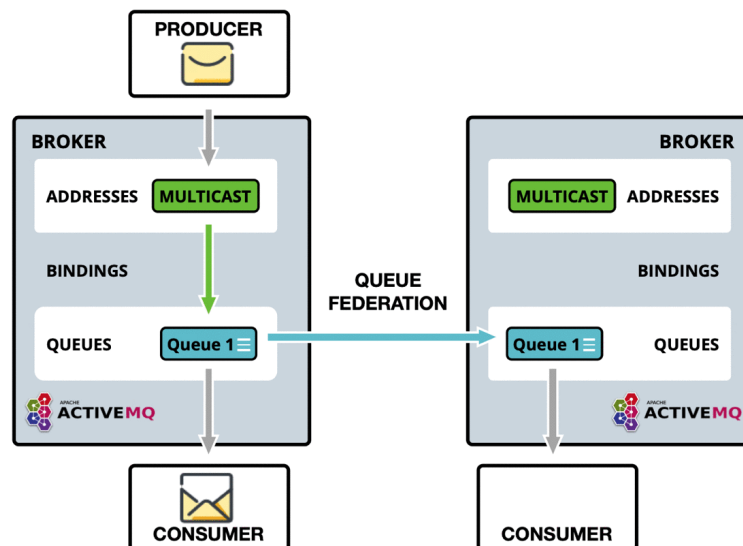 PRODUCER
BROKER
ADDRESSES
MULTICAST
BINDINGS
QUEUES
Queue 1
APACHE
ACTIVEMQ
CONSUMER
QUEUE
FEDERATION
BROKER
MULTICAST
ADDRESSES
BINDINGS
Queue 1
QUEUES
APACHE
ACTIVEMQ
CONSUMER